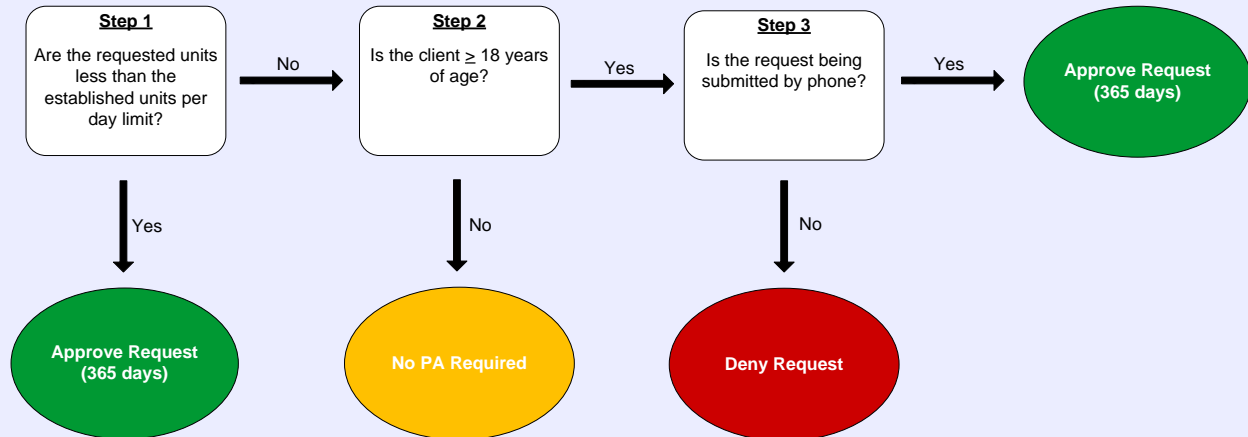 Step 1
Are the requested units
less than the
established units per
day limit?
No
Step 2
Is the client ≥ 18 years
of age?
Yes
Step 3
Is the request being
submitted by phone?
Yes
Approve Request
(365 days)
Yes
No
No
Approve Request
(365 days)
No PA Required
Deny Request